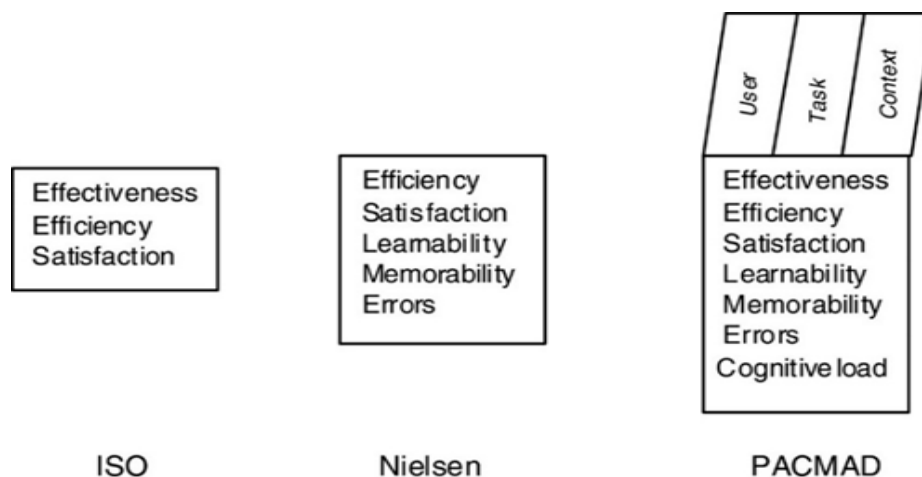 User
Task
Context
Effectiveness
Efficiency
Satisfaction
Efficiency
Satisfaction
Learnability
Memorability
Errors
Effectiveness
Efficiency
Satisfaction
Learnability
Memorability
Errors
Cognitive load
ISO
Nielsen
PACMAD